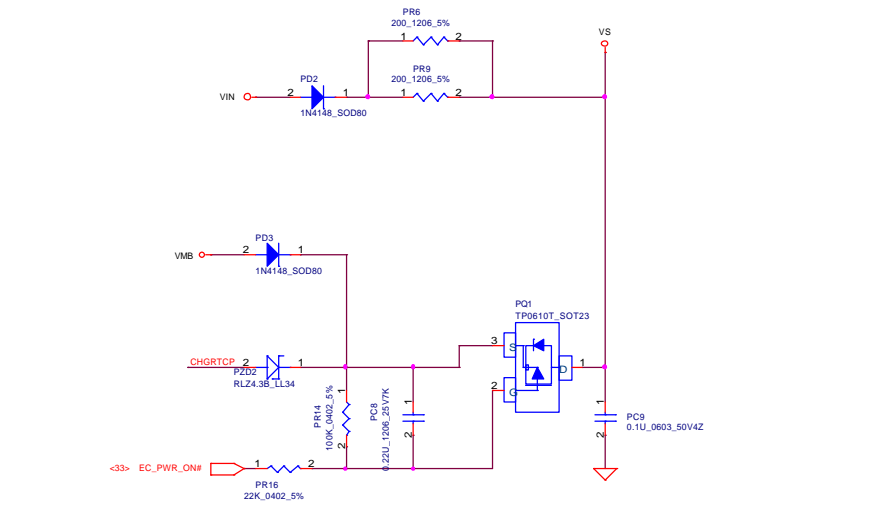 PR6
200_1206_5%
1 2
VS
PR9
200_1206_5%
PD2
VIN
2 1
1 2
1N4148_SOD80
PD3
VMB
2 1
1N4148_SOD80
PQ1
TP0610T_SOT23
3
S
CHGRTCP
2 1
PZD2
RLZ4.3B_LL34
D
1
2
G
1
PR14
100K_0402_5%
2
1
PC8
0.22U_1206_25V7K
2
1
PC9
0.1U_0603_50V4Z
2
<33> EC_PWR_ON#
1 2
PR16
22K_0402_5%